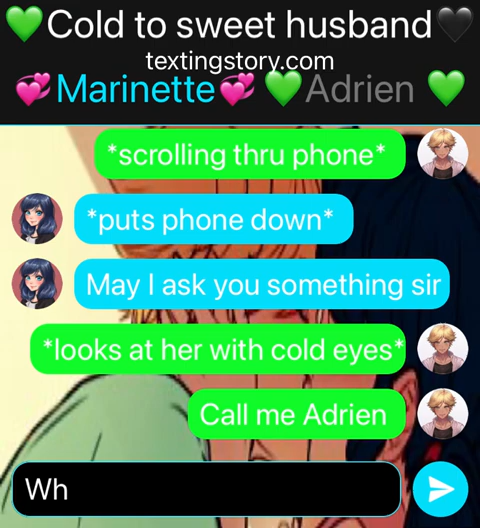 💚Cold to sweet husband🖤
textingstory.com
💞Marinette💞 💚Adrien 💚
*scrolling thru phone*
*puts phone down*
May I ask you something sir
*looks at her with cold eyes*
Call me Adrien
Wh